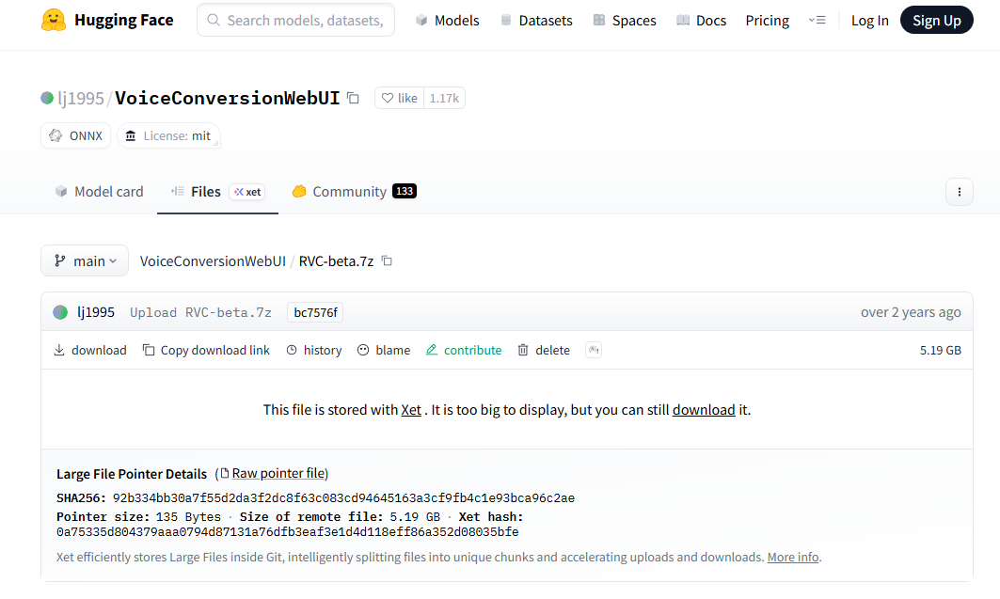 Hugging Face Search models, datasets, Models Datasets Spaces Docs Pricing Log In Sign Up
lj1995/VoiceConversionWebUI like 1.17k
ONNX License: mit
Model card Files xet Community 133
main VoiceConversionWebUI / RVC-beta.7z
lj1995 Upload RVC-beta.7z bc7576f over 2 years ago
download Copy download link history blame contribute delete 5.19 GB
This file is stored with Xet . It is too big to display, but you can still download it.
Large File Pointer Details (Raw pointer file)
SHA256: 92b334bb30a7f55d2da3f2dc8f63c083cd94645163a3cf9fb4c1e93bca96c2ae
Pointer size: 135 Bytes · Size of remote file: 5.19 GB · Xet hash:
0a75335d804379aaa0794d87131a76dfb3eaf3e1d4d118eff86a352d08035bfe
Xet efficiently stores Large Files inside Git, intelligently splitting files into unique chunks and accelerating uploads and downloads. More info.